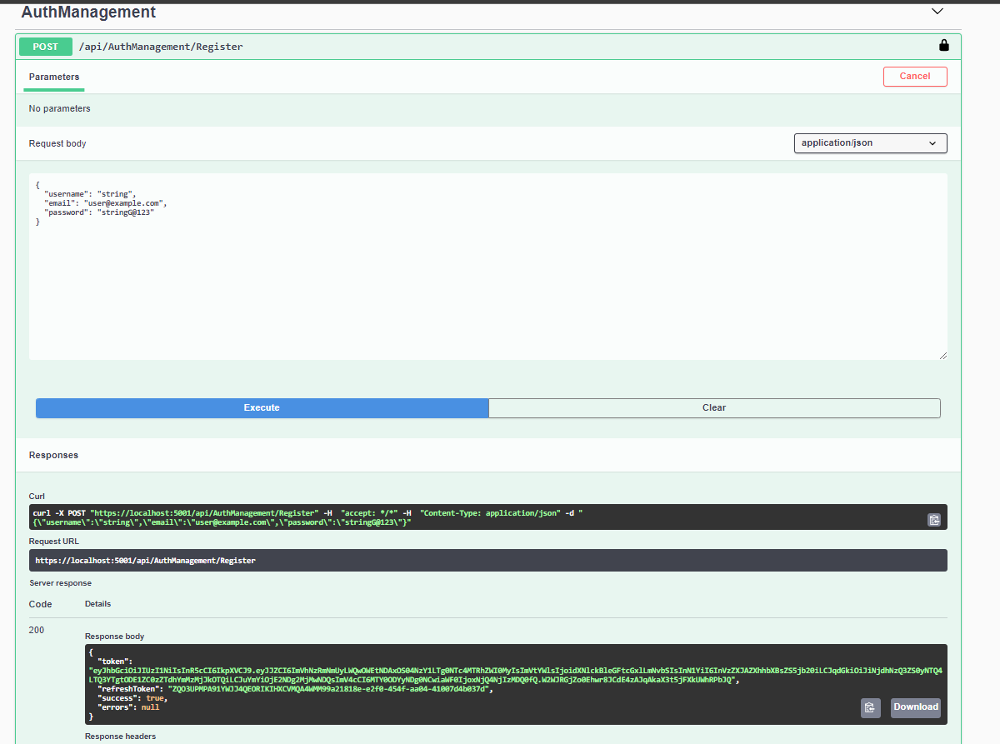 AuthManagement
POST /api/AuthManagement/Register
Parameters
Cancel
No parameters
Request body
application/json
{
"username": "string",
"email": "user@example.com",
"password": "stringG@123"
}
Execute
Clear
Responses
Curl
curl -X POST "https://localhost:5001/api/AuthManagement/Register" -H  "accept: */*" -H  "Content-Type: application/json" -d "
{\"username\":\"string\",\"email\":\"user@example.com\",\"password\":\"stringG@123\"}"
Request URL
https://localhost:5001/api/AuthManagement/Register
Server response
Code Details
200
Response body
{
"token":
"refreshToken": "ZQO3UPMPA91YWJJ4QEORIKIHXCVMQA4WMM99a21818e-e2f0-454f-aa04-41007d4b037d",
"success": true,
"errors": null
}
Download
Response headers